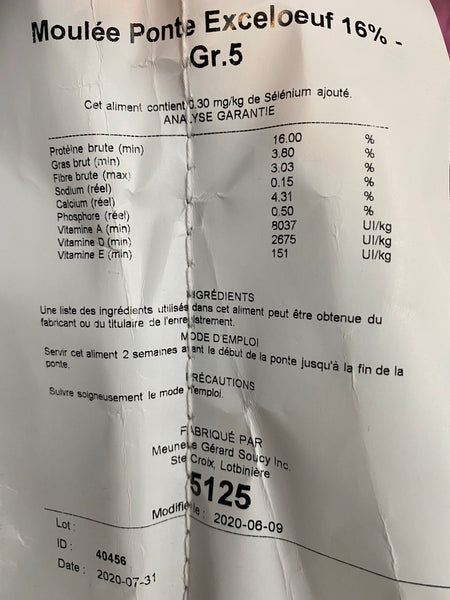 Moulée Ponte Exceloeuf 16% -
Gr.5
Cet aliment contient 0.30 mg/kg de Sélénium ajouté.
ANALYSE GARANTIE
Protéine brute (min) 16.00 %
Gras brut (min) 3.80 %
Fibre brute (max) 3.03 %
Sodium (réel) 0.15 %
Calcium (réel) 4.31 %
Phosphore (réel) 0.50 %
Vitamine A (min) 8037 UI/kg
Vitamine D (min) 2675 UI/kg
Vitamine E (min) 151 UI/kg
INGRÉDIENTS
Une liste des ingrédients utilisés dans cet aliment peut être obtenue du
fabricant ou du titulaire de l'enregistrement.
MODE D'EMPLOI
Servir cet aliment 2 semaines avant le début de la ponte jusqu'à la fin de la
ponte.
PRÉCAUTIONS
Suivre soigneusement le mode d'emploi.
FABRIQUÉ PAR
Meunerie Gérard Soucy Inc.
Ste Croix, Lotbinière
5125
Modifié le : 2020-06-09
Lot :
ID : 40456
Date : 2020-07-31